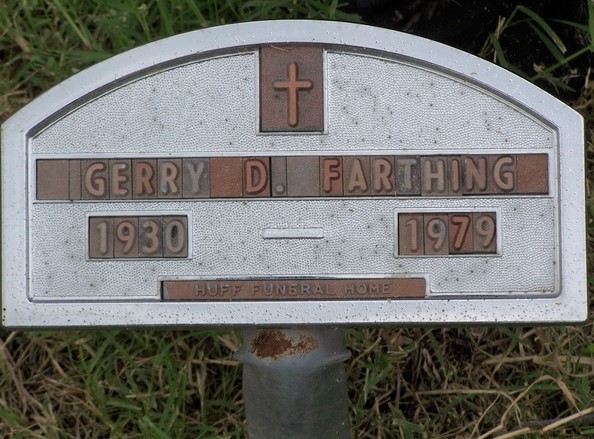 GERRY D. FARTHING
1930 — 1979
HUFF FUNERAL HOME